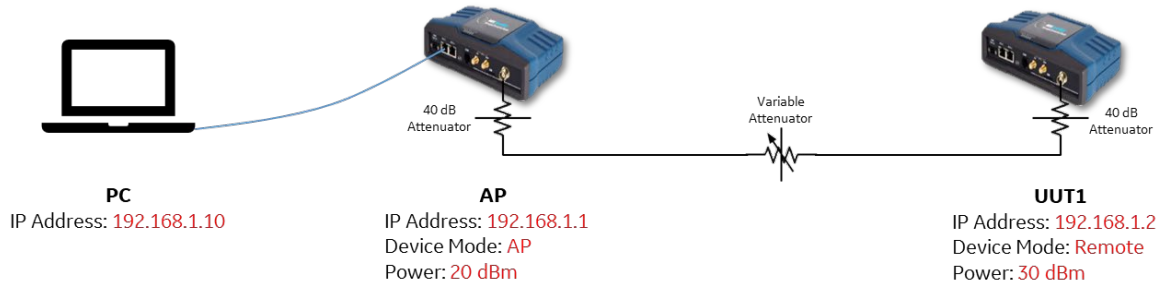 40 dB
Attenuator
Variable
Attenuator
40 dB
Attenuator
PC
IP Address: 192.168.1.10
AP
IP Address: 192.168.1.1
Device Mode: AP
Power: 20 dBm
UUT1
IP Address: 192.168.1.2
Device Mode: Remote
Power: 30 dBm